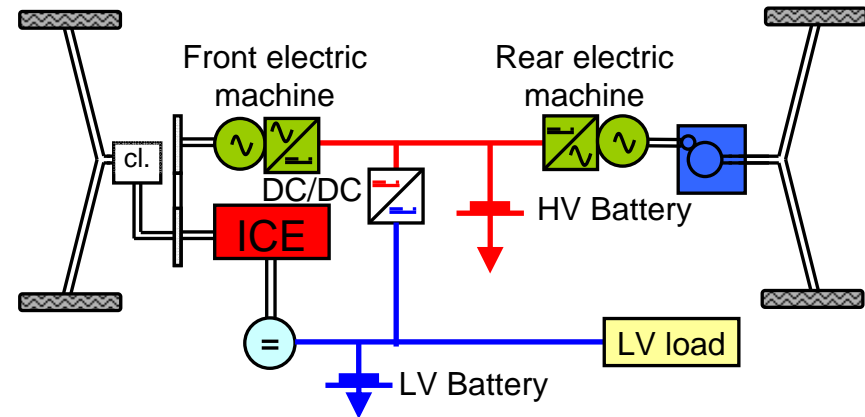 Front electric
machine
Rear electric
machine
cl.
DC/DC
HV Battery
ICE
=
LV load
LV Battery